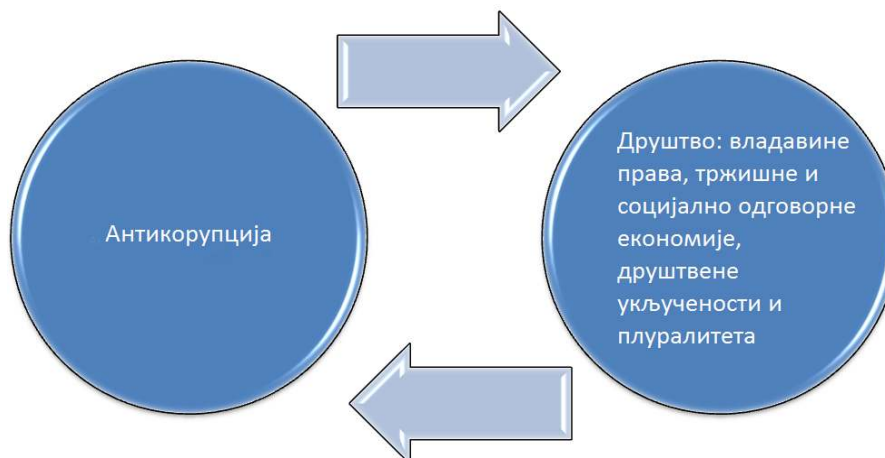 Антикорупција
Друштво: владавине
права, тржишне и
социјално одговорне
економије,
друштвене
укључености и
плуралитета